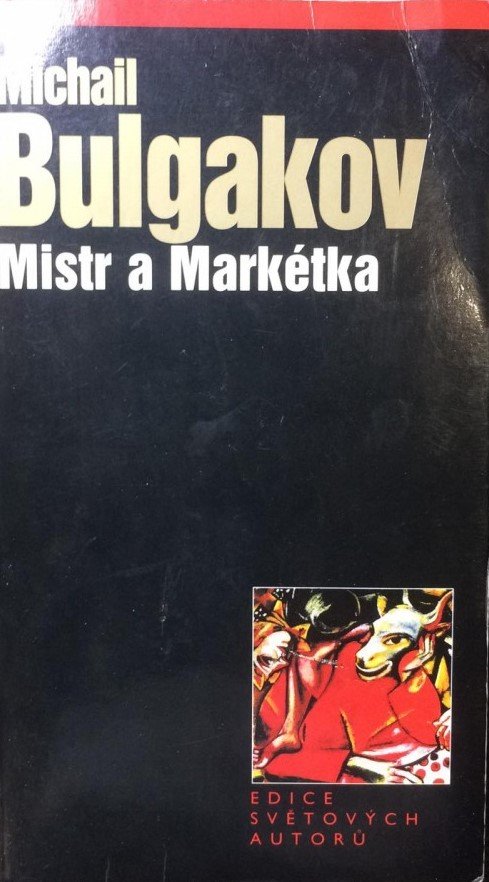 Michail
Bulgakov
Mistr a Markétka
EDICE
SVĚTOVÝCH
AUTORŮ